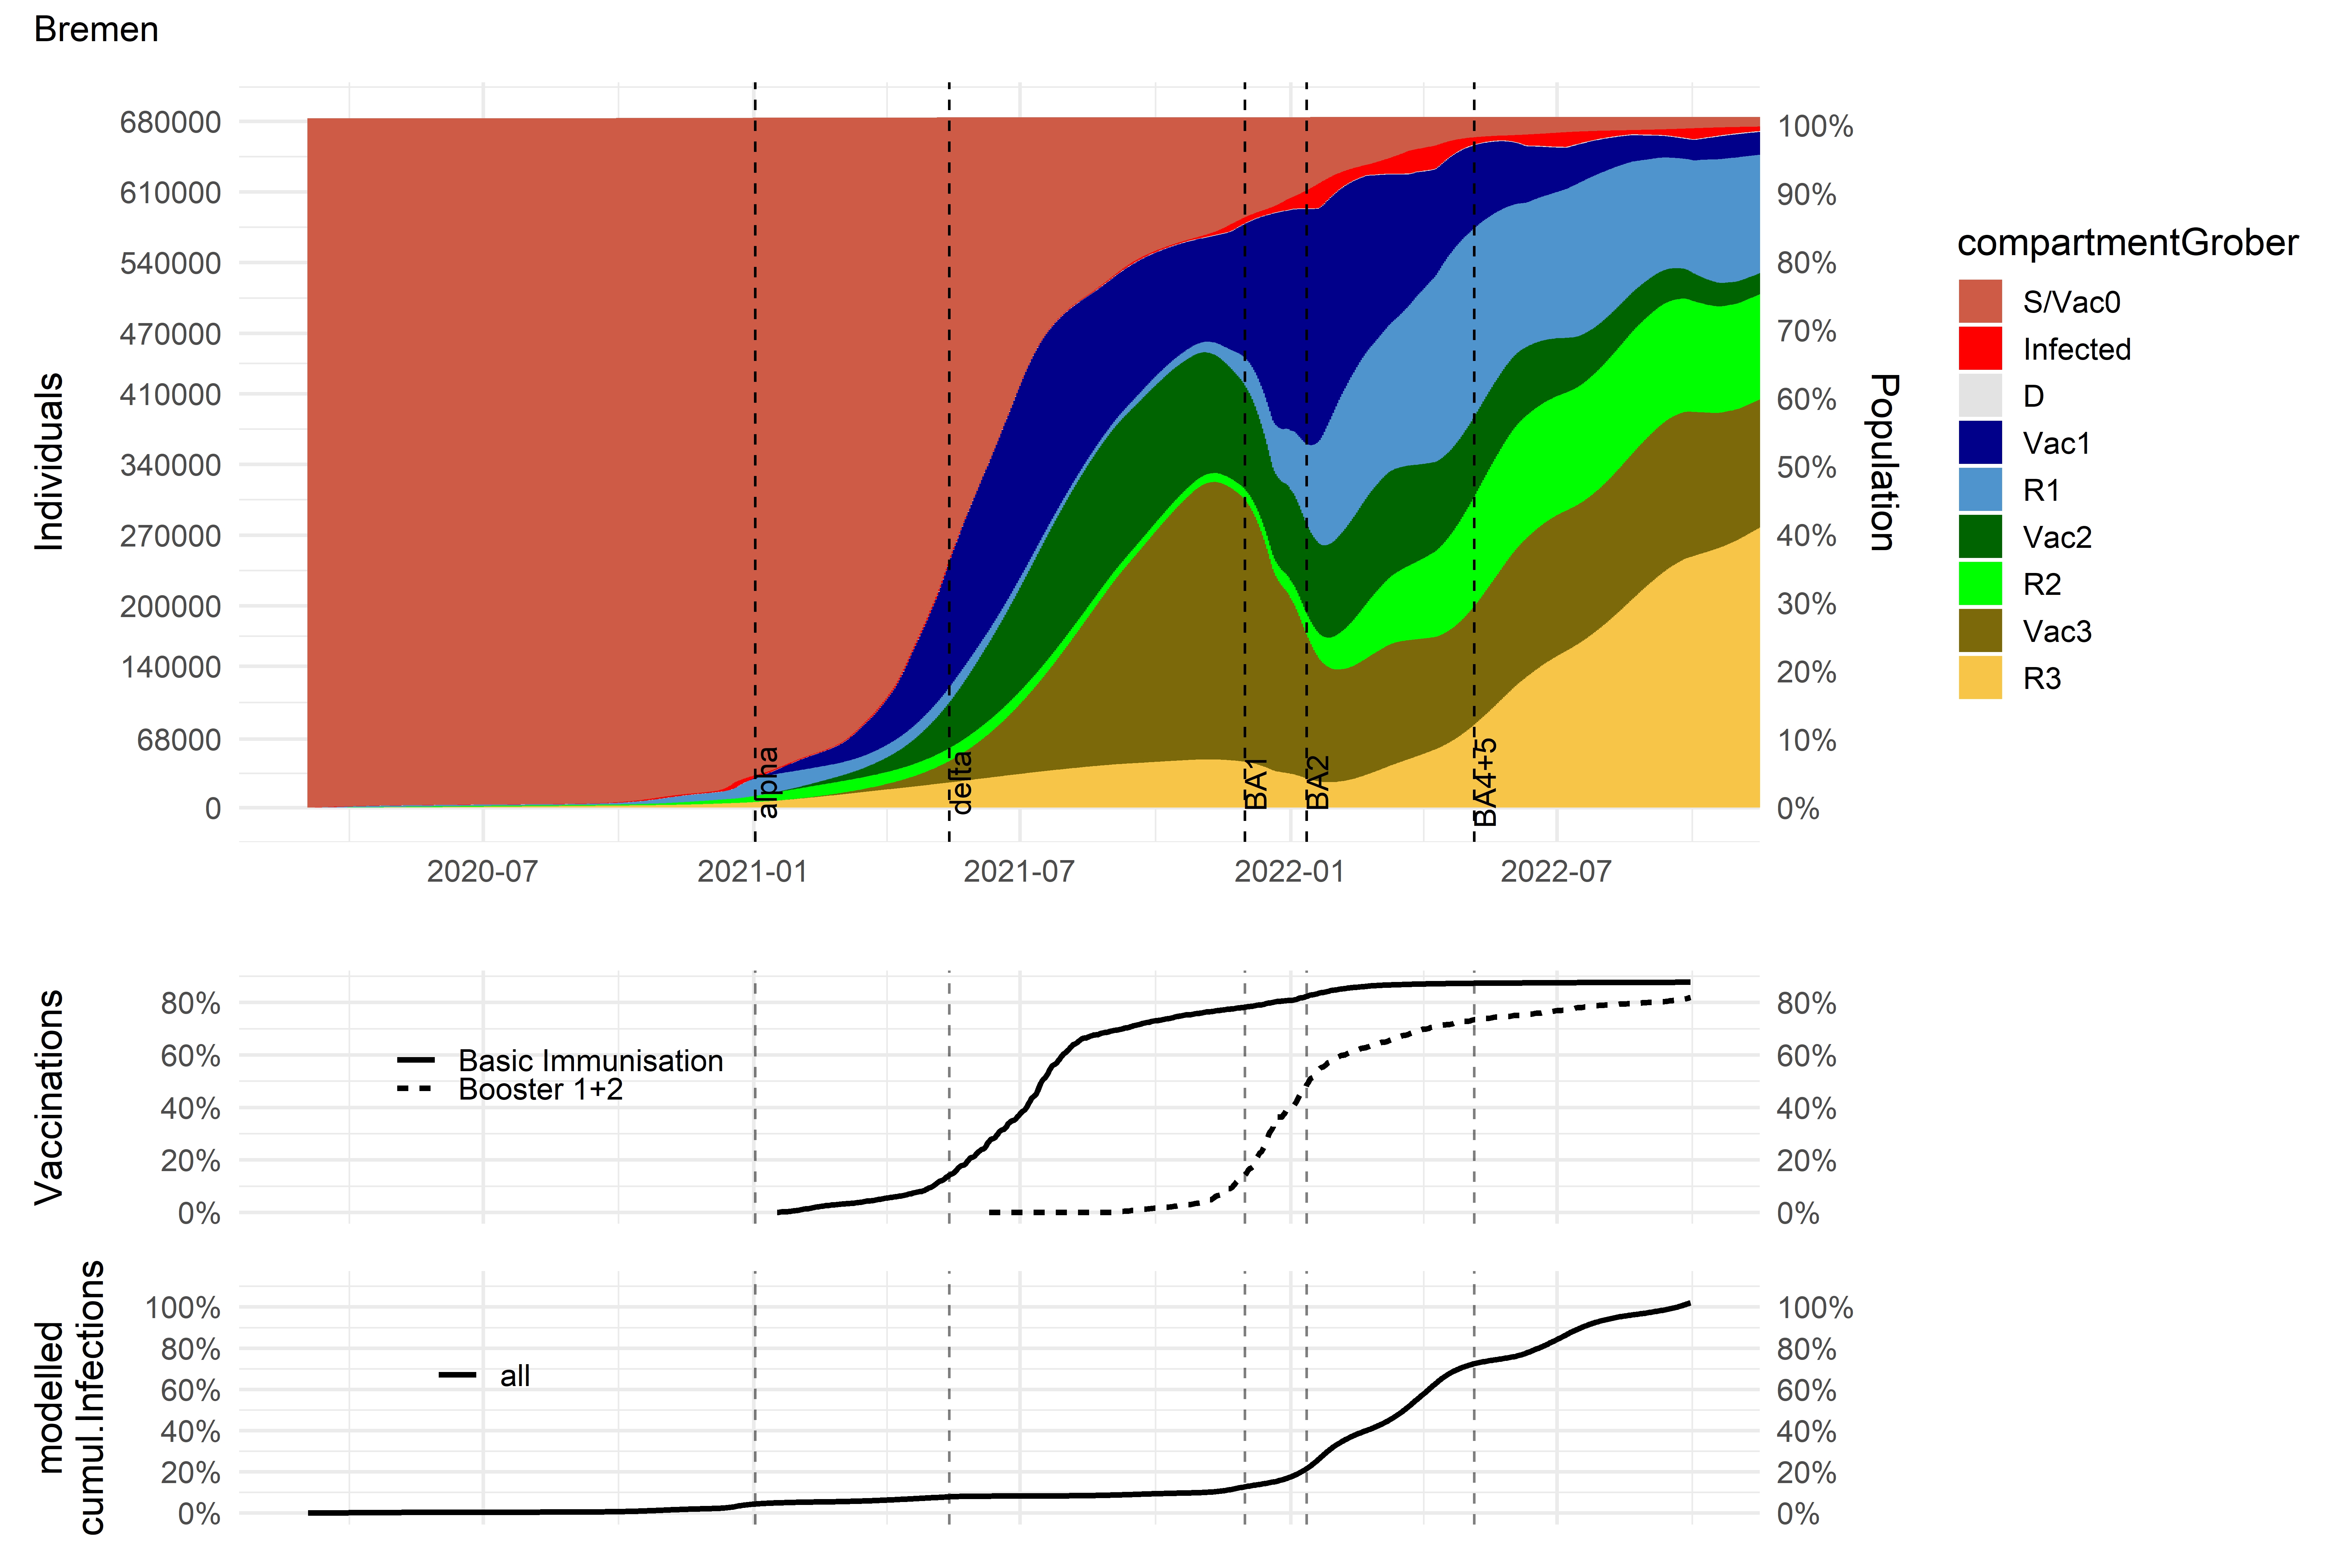 Bremen
Individuals
680000
610000
540000
470000
410000
340000
270000
200000
140000
68000
0
100%
90%
80%
70%
60%
50%
40%
30%
20%
10%
0%
Population
alpha
delta
BA1
BA2
BA4+5
2020-07
2021-01
2021-07
2022-01
2022-07
compartmentGrober
S/Vac0
Infected
D
Vac1
R1
Vac2
R2
Vac3
R3
Vaccinations
80%
60%
40%
20%
0%
Basic Immunisation
Booster 1+2
80%
60%
40%
20%
0%
modelled
cumul.Infections
100%
80%
60%
40%
20%
0%
all
100%
80%
60%
40%
20%
0%